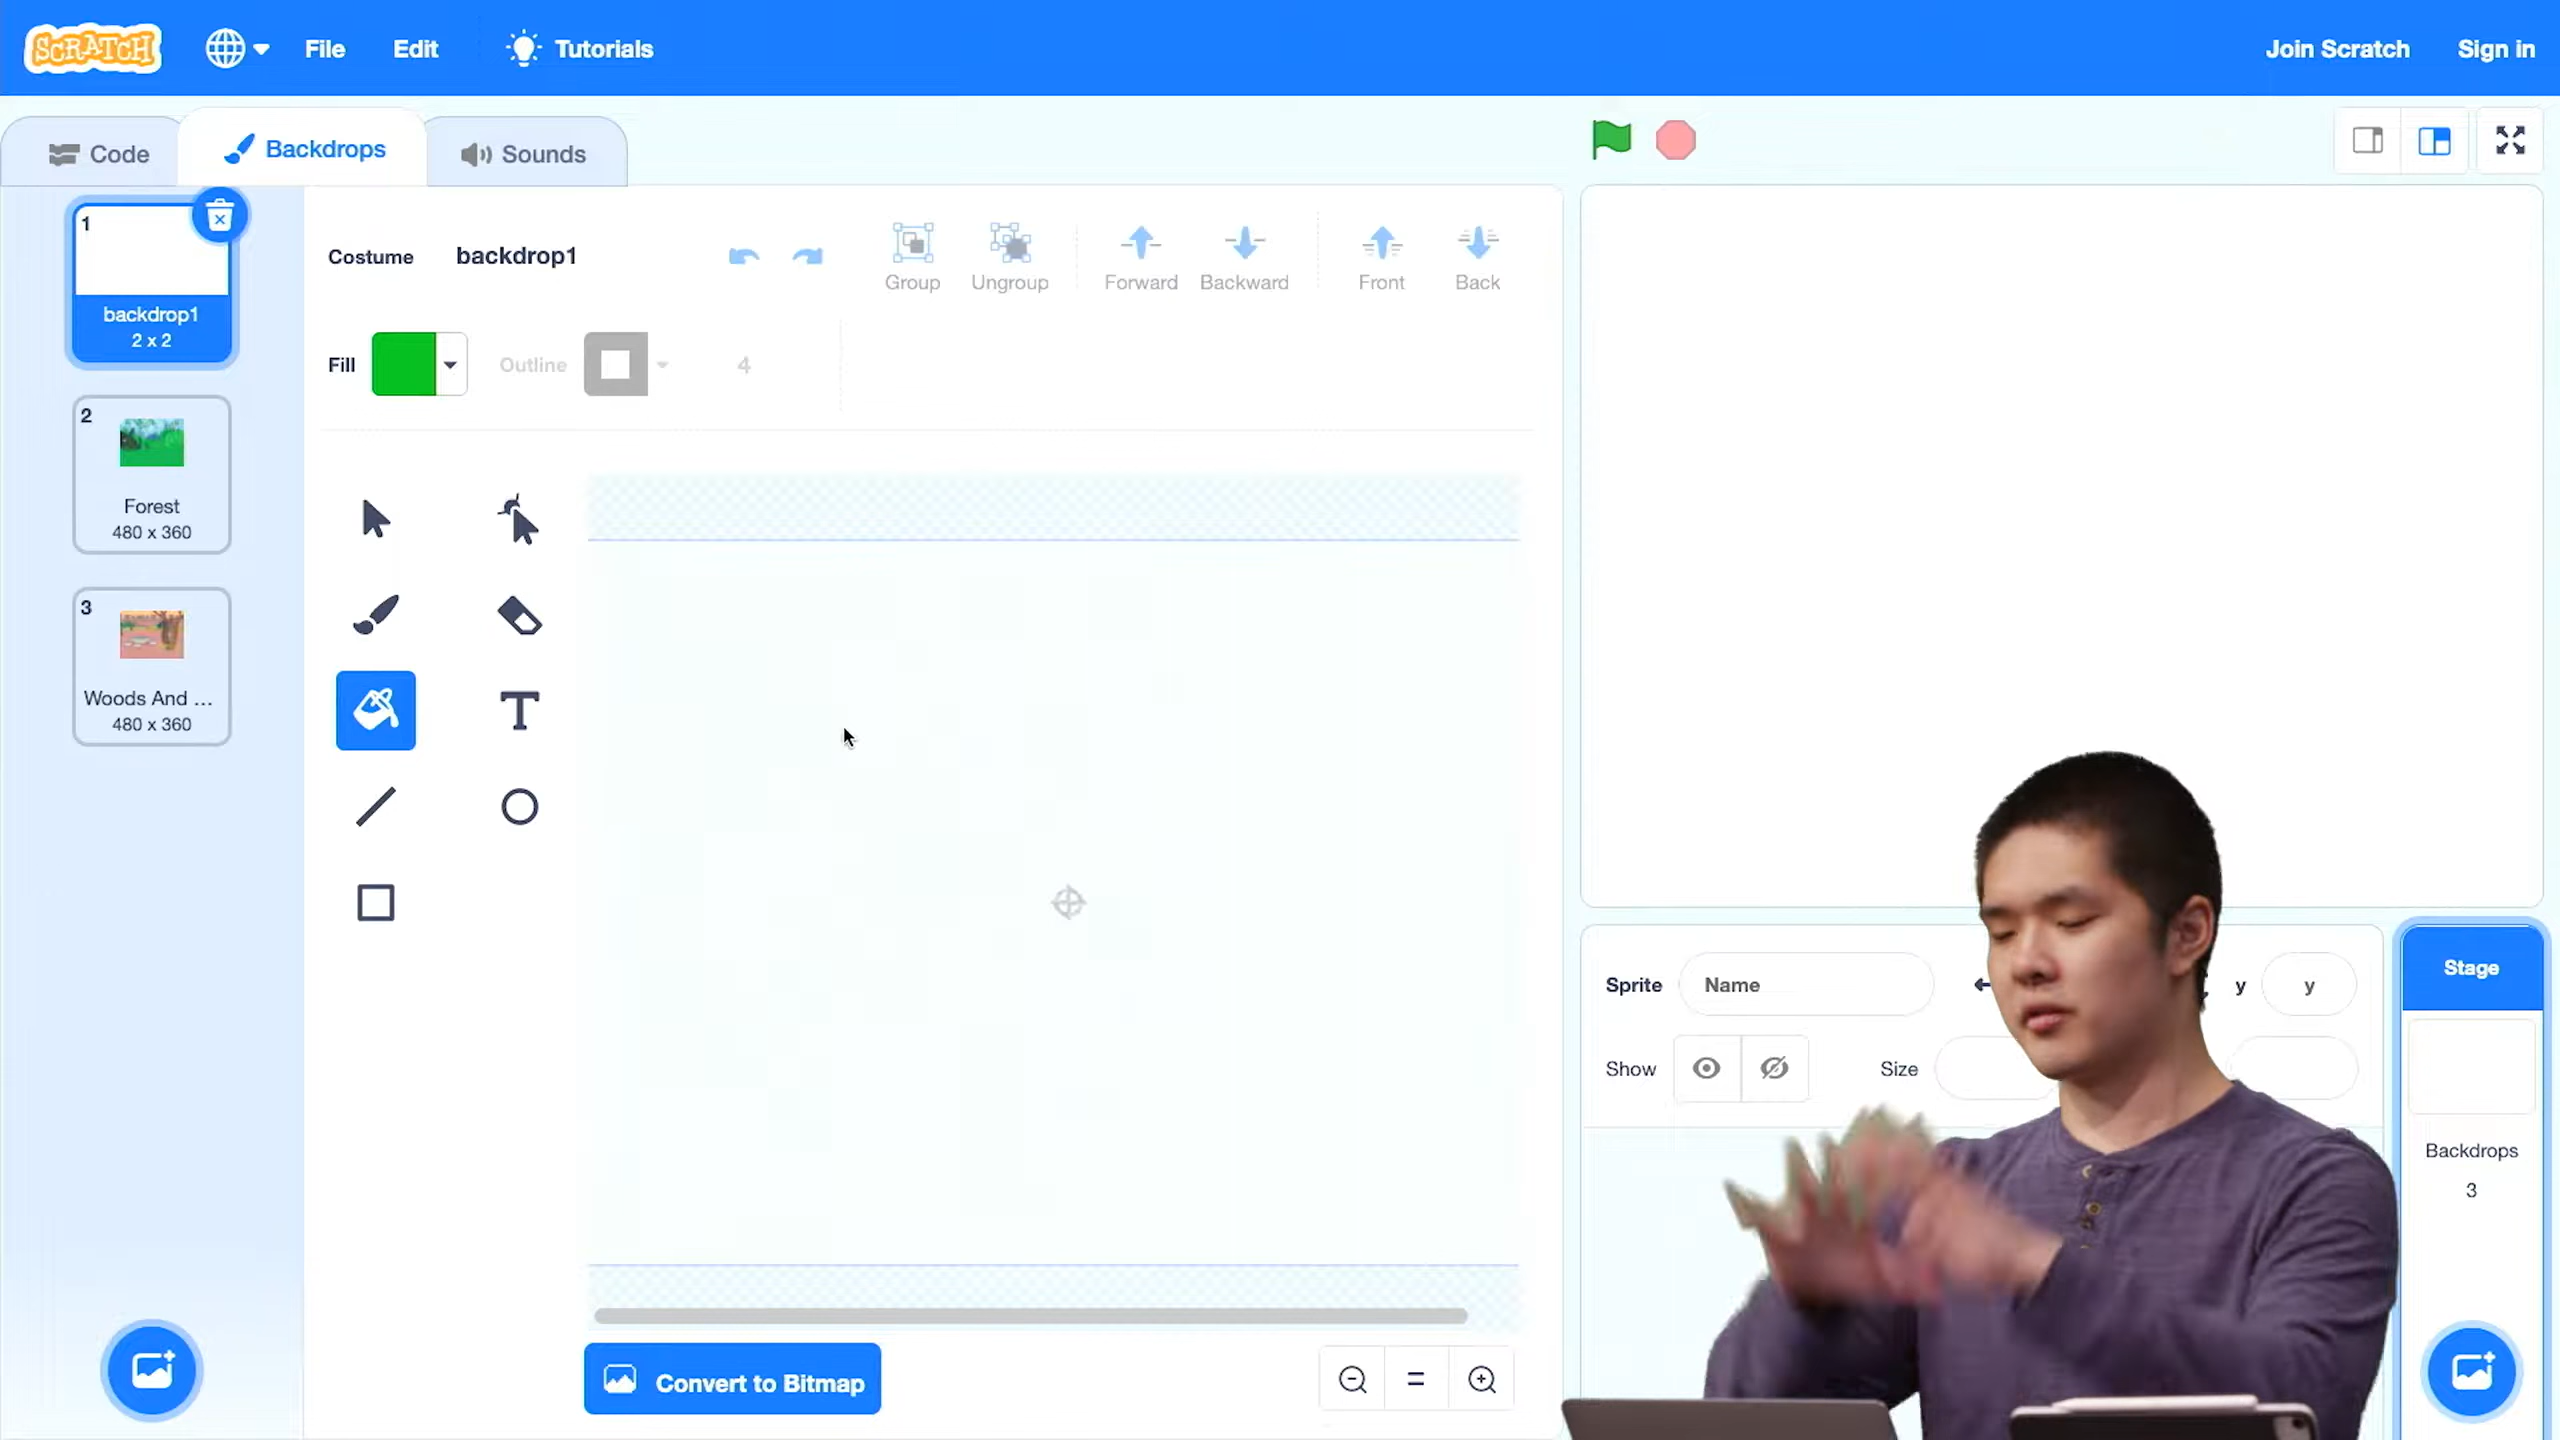 SCRATCH
File
Edit
Tutorials
Join Scratch
Sign in
Code
Backdrops
Sounds
1
backdrop1
2 x 2
2
Forest
480 x 360
3
Woods And ...
480 x 360
Costume
backdrop1
Group
Ungroup
Forward
Backward
Front
Back
Fill
Outline
4
T
Convert to Bitmap
=
Sprite
Name
y
y
Show
Size
Stage
Backdrops
3